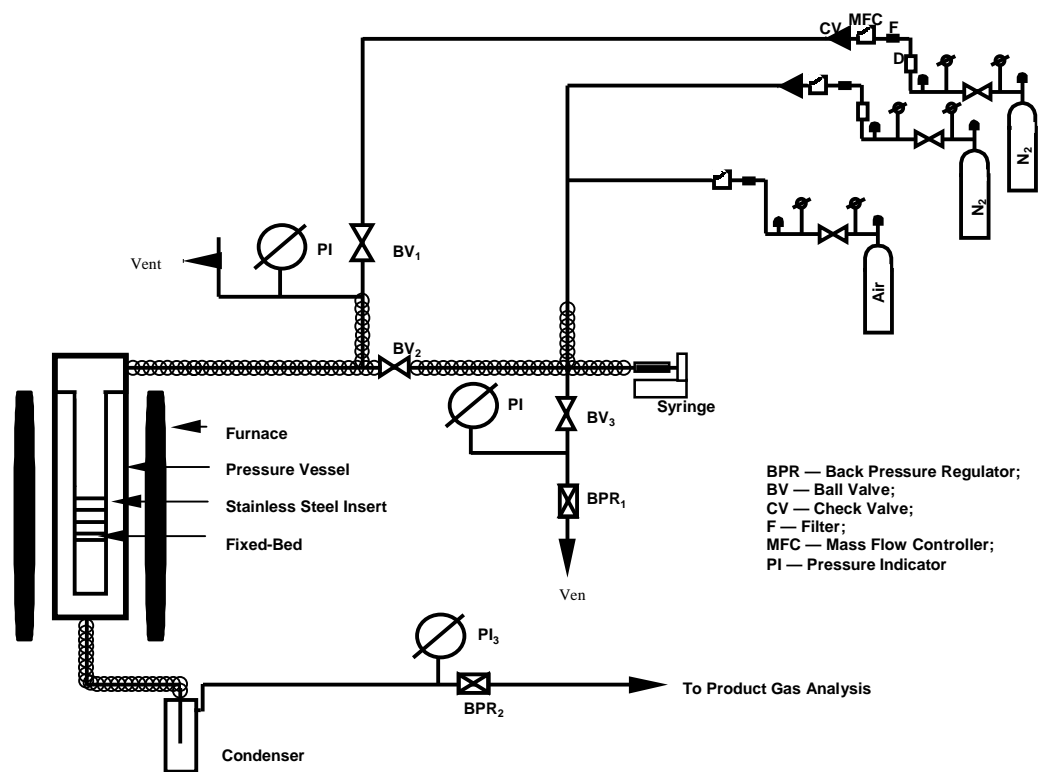 CV
MFC
F
D
N2
N2
Air
PI
BV1
Vent
BV2
PI
Syringe
BV3
Furnace
Pressure Vessel
Stainless Steel Insert
Fixed-Bed
BPR1
Ven
BPR — Back Pressure Regulator;
BV — Ball Valve;
CV — Check Valve;
F — Filter;
MFC — Mass Flow Controller;
PI — Pressure Indicator
PI3
To Product Gas Analysis
BPR2
Condenser